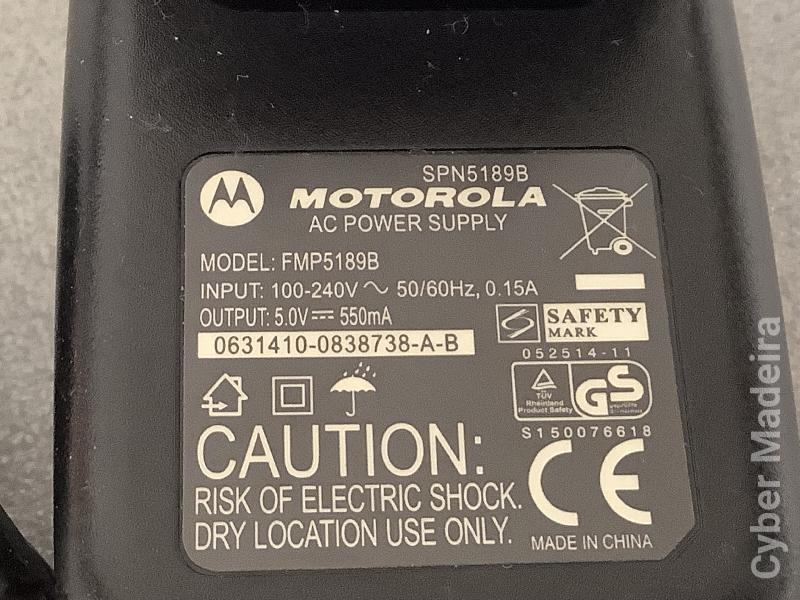 SPN5189B
MOTOROLA
AC POWER SUPPLY
MODEL: FMP5189B
INPUT: 100-240V ~ 50/60Hz, 0.15A
OUTPUT: 5.0V ⎓ 550mA
0631410-0838738-A-B
SAFETY
MARK
052514-11
TÜV
Rheinland
Product Safety
GS
S150076618
CAUTION:
RISK OF ELECTRIC SHOCK.
DRY LOCATION USE ONLY.
CE
MADE IN CHINA
Cyber Madeira